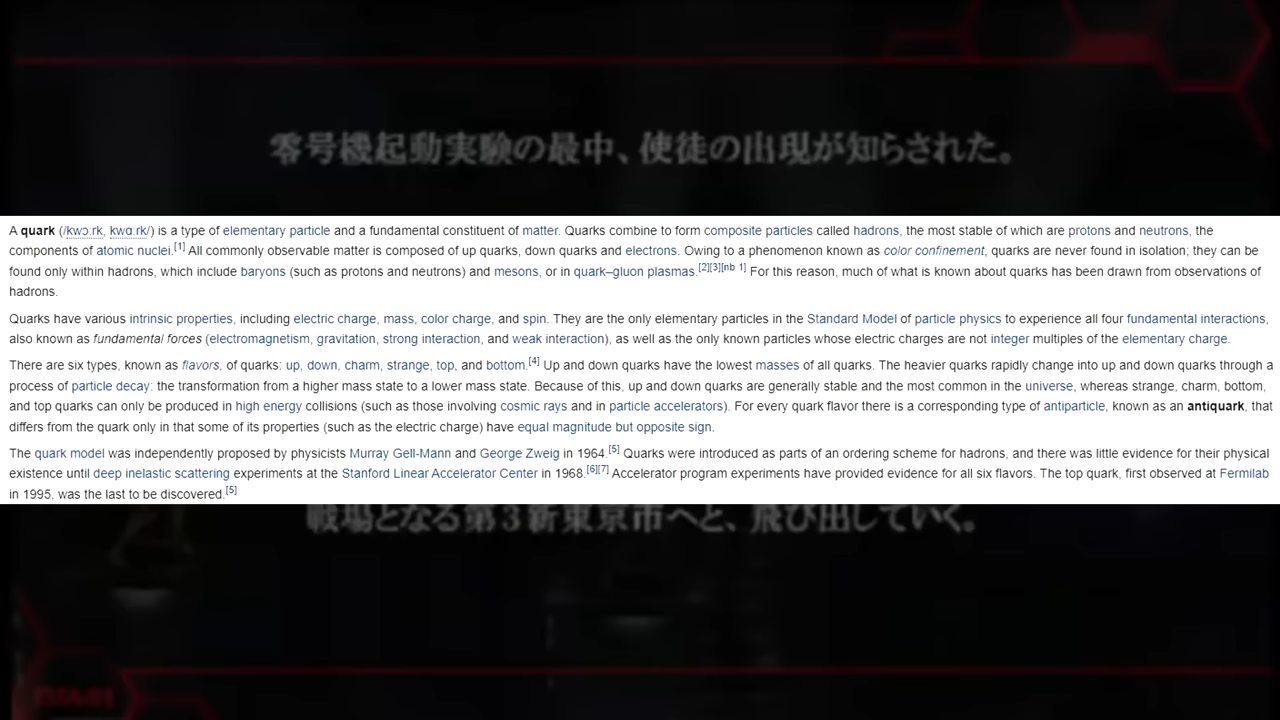 零号機起動実験の最中、使徒の出現が知らされた。
A quark (/kwɔːrk, kwɑːrk/) is a type of elementary particle and a fundamental constituent of matter. Quarks combine to form composite particles called hadrons, the most stable of which are protons and neutrons, the
components of atomic nuclei.[1] All commonly observable matter is composed of up quarks, down quarks and electrons. Owing to a phenomenon known as color confinement, quarks are never found in isolation; they can be
found only within hadrons, which include baryons (such as protons and neutrons) and mesons, or in quark–gluon plasmas.[2][3][nb 1] For this reason, much of what is known about quarks has been drawn from observations of
hadrons.
Quarks have various intrinsic properties, including electric charge, mass, color charge, and spin. They are the only elementary particles in the Standard Model of particle physics to experience all four fundamental interactions,
also known as fundamental forces (electromagnetism, gravitation, strong interaction, and weak interaction), as well as the only known particles whose electric charges are not integer multiples of the elementary charge.
There are six types, known as flavors, of quarks: up, down, charm, strange, top, and bottom.[4] Up and down quarks have the lowest masses of all quarks. The heavier quarks rapidly change into up and down quarks through a
process of particle decay: the transformation from a higher mass state to a lower mass state. Because of this, up and down quarks are generally stable and the most common in the universe, whereas strange, charm, bottom,
and top quarks can only be produced in high energy collisions (such as those involving cosmic rays and in particle accelerators). For every quark flavor there is a corresponding type of antiparticle, known as an antiquark, that
differs from the quark only in that some of its properties (such as the electric charge) have equal magnitude but opposite sign.
The quark model was independently proposed by physicists Murray Gell-Mann and George Zweig in 1964.[5] Quarks were introduced as parts of an ordering scheme for hadrons, and there was little evidence for their physical
existence until deep inelastic scattering experiments at the Stanford Linear Accelerator Center in 1968.[6][7] Accelerator program experiments have provided evidence for all six flavors. The top quark, first observed at Fermilab
in 1995, was the last to be discovered.[5]
戦場となる第3新東京市へと、飛び出していく。